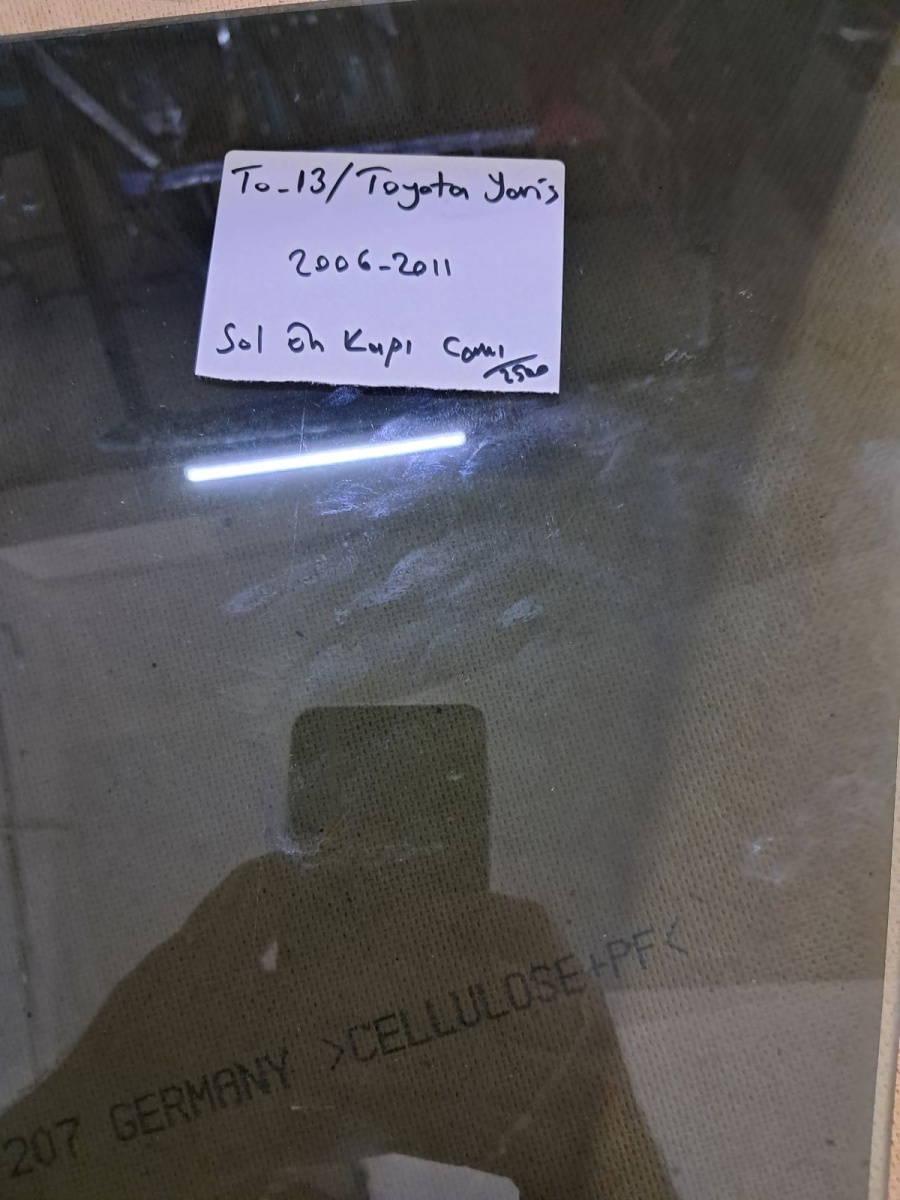 To-13/Toyota Yaris
2006-2011
Sol Ön Kapı Camı
2500
207 GERMANY >CELLULOSE+PF<